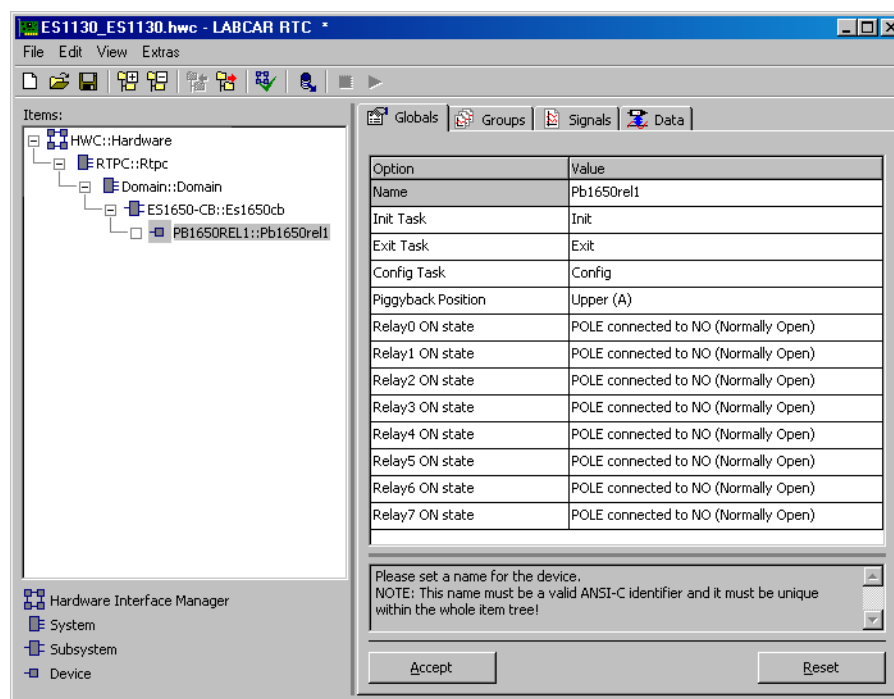 ES1130_ES1130.hwc - LABCAR RTC *
File Edit View Extras
Items:
HWC::Hardware
RTPC::Rtpc
Domain::Domain
ES1650-CB::Es1650cb
PB1650REL1::Pb1650rel1
Hardware Interface Manager
System
Subsystem
Device
Globals Groups Signals Data
Option Value
Name Pb1650rel1
Init Task Init
Exit Task Exit
Config Task Config
Piggyback Position Upper (A)
Relay0 ON state POLE connected to NO (Normally Open)
Relay1 ON state POLE connected to NO (Normally Open)
Relay2 ON state POLE connected to NO (Normally Open)
Relay3 ON state POLE connected to NO (Normally Open)
Relay4 ON state POLE connected to NO (Normally Open)
Relay5 ON state POLE connected to NO (Normally Open)
Relay6 ON state POLE connected to NO (Normally Open)
Relay7 ON state POLE connected to NO (Normally Open)
Please set a name for the device.
NOTE: This name must be a valid ANSI-C identifier and it must be unique
within the whole item tree!
Accept Reset